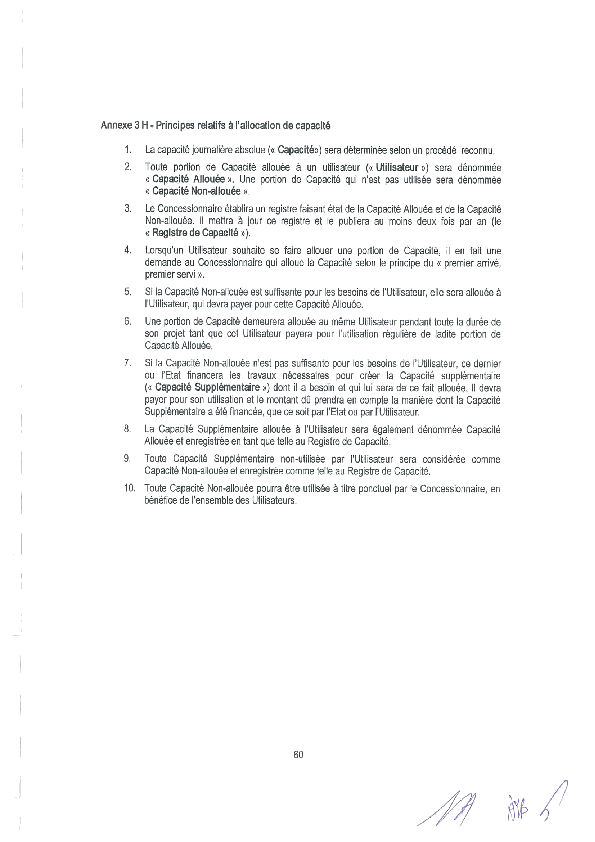 Annexe 3 H - Principes relatifs à l'allocation de capacité
1. La capacité journalière absolue (« Capacité») sera déterminée selon un procédé reconnu.
2. Toute portion de Capacité allouée à un utilisateur (« Utilisateur ») sera dénommée
« Capacité Allouée ». Une portion de Capacité qui n'est pas utilisée sera dénommée
« Capacité Non-allouée ».
3. Le Concessionnaire établira un registre faisant état de la Capacité Allouée et de la Capacité
Non-allouée. Il mettra à jour ce registre et le publiera au moins deux fois par an (le
« Registre de Capacité »).
4. Lorsqu'un Utilisateur souhaite se faire allouer une portion de Capacité, il en fait une
demande au Concessionnaire qui alloue la Capacité selon le principe du « premier arrivé,
premier servi ».
5. Si la Capacité Non-allouée est suffisante pour les besoins de l'Utilisateur, elle sera allouée à
l'Utilisateur, qui devra payer pour cette Capacité Allouée.
6. Une portion de Capacité demeurera allouée au même Utilisateur pendant toute la durée de
son projet tant que cet Utilisateur payera pour l'utilisation régulière de ladite portion de
Capacité Allouée.
7. Si la Capacité Non-allouée n'est pas suffisante pour les besoins de l'Utilisateur, ce dernier
ou l'Etat financera les travaux nécessaires pour créer la Capacité supplémentaire
(« Capacité Supplémentaire ») dont il a besoin et qui lui sera de ce fait allouée. Il devra
payer pour son utilisation et le montant dû prendra en compte la manière dont la Capacité
Supplémentaire a été financée, que ce soit par l'Etat ou par l'Utilisateur.
8. La Capacité Supplémentaire allouée à l'Utilisateur sera également dénommée Capacité
Allouée et enregistrée en tant que telle au Registre de Capacité.
9. Toute Capacité Supplémentaire non-utilisée par l'Utilisateur sera considérée comme
Capacité Non-allouée et enregistrée comme telle au Registre de Capacité.
10. Toute Capacité Non-allouée pourra être utilisée à titre ponctuel par le Concessionnaire, en
bénéfice de l'ensemble des Utilisateurs.
60